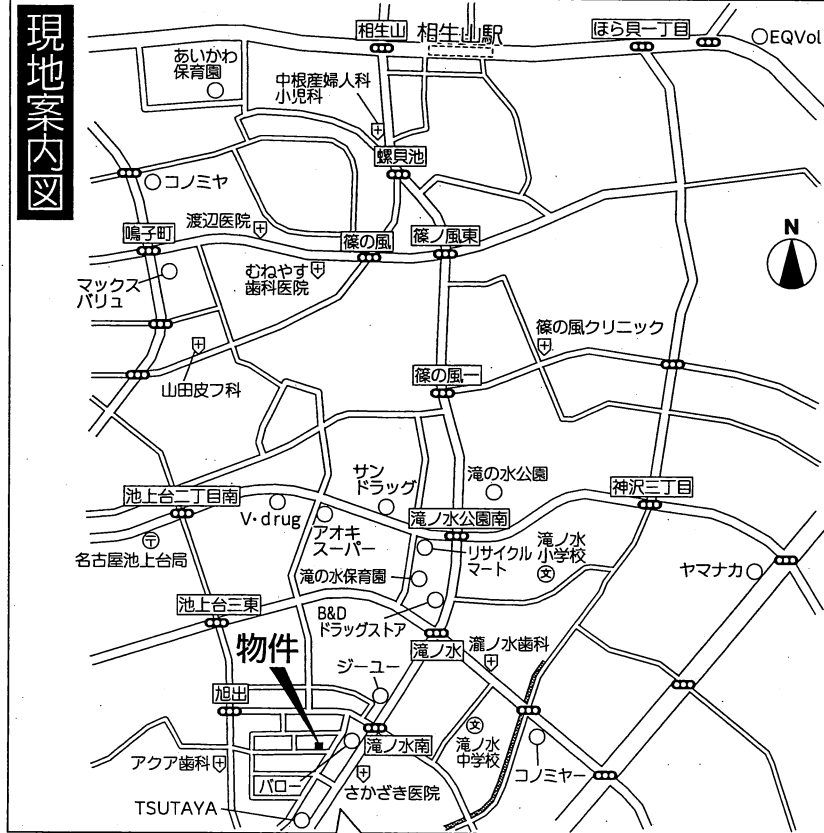 現地案内図
相生山
相生山駅
ほら貝一丁目
EQVol
あいかわ
保育園
中根産婦人科
小児科
螺貝池
コノミヤ
渡辺医院
鳴子町
篠の風
篠ノ風東
N
マックス
バリュ
むねやす
歯科医院
篠の風クリニック
山田皮フ科
篠の風一
サン
ドラッグ
滝の水公園
神沢三丁目
池上台二丁目南
V・drug
アオキ
スーパー
滝ノ水公園南
名古屋池上台局
リサイクル
マート
滝ノ水
小学校
文
滝の水保育園
ヤマナカ
池上台三東
B&D
ドラッグストア
物件
滝ノ水
瀧ノ水歯科
ジーユー
旭出
滝ノ水南
文
滝ノ水
中学校
アクア歯科
バロー
さかざき医院
コノミヤー
TSUTAYA